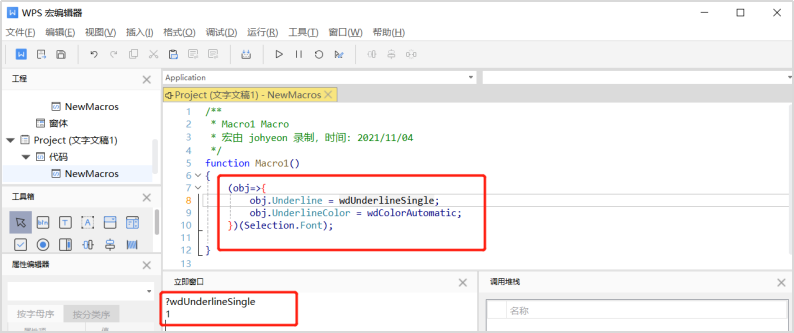 WPS 宏编辑器
文件(F) 编辑(E) 视图(V) 插入(I) 格式(O) 调试(D) 运行(R) 工具(T) 窗口(W) 帮助(H)
工程
Application
Project (文字文稿1) - NewMacros
NewMacros
窗体
Project (文字文稿1)
代码
NewMacros
工具箱
属性编辑器
按字母序 按分类序
1 /**
2 * Macro1 Macro
3 * 宏由 johyeon 录制，时间: 2021/11/04
4 */
5 function Macro1()
6 {
7 (obj=>{
8 obj.Underline = wdUnderlineSingle;
9 obj.UnderlineColor = wdColorAutomatic;
10 })(Selection.Font);
11
12 }
13
立即窗口
?wdUnderlineSingle
1
调用堆栈
名称